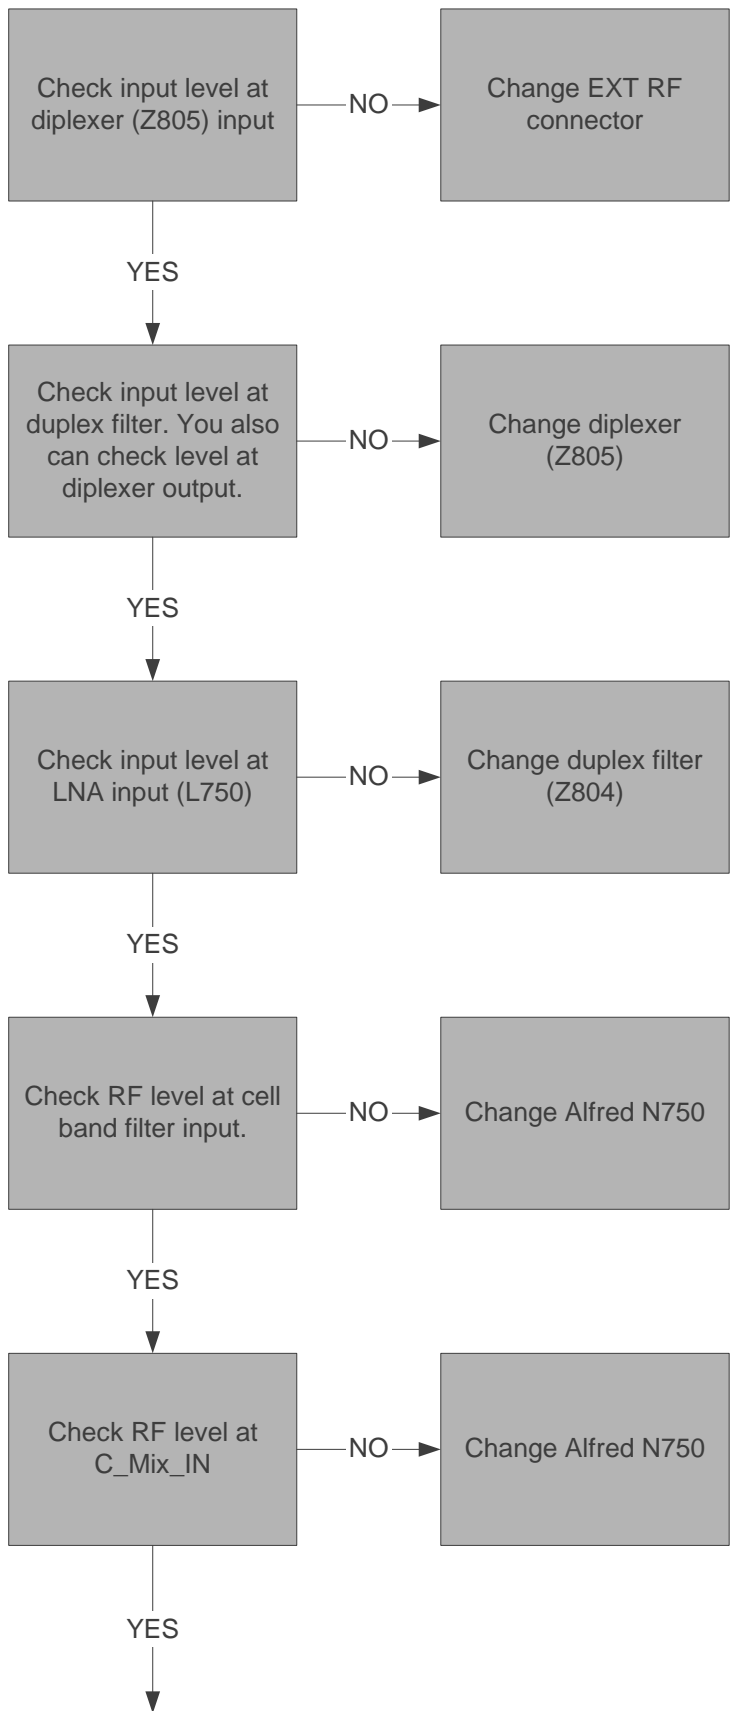 Check input level at
diplexer (Z805) input
NO
Change EXT RF
connector
YES
Check input level at
duplex filter. You also
can check level at
diplexer output.
NO
Change diplexer
(Z805)
YES
Check input level at
LNA input (L750)
NO
Change duplex filter
(Z804)
YES
Check RF level at cell
band filter input.
NO
Change Alfred N750
YES
Check RF level at
C_Mix_IN
NO
Change Alfred N750
YES